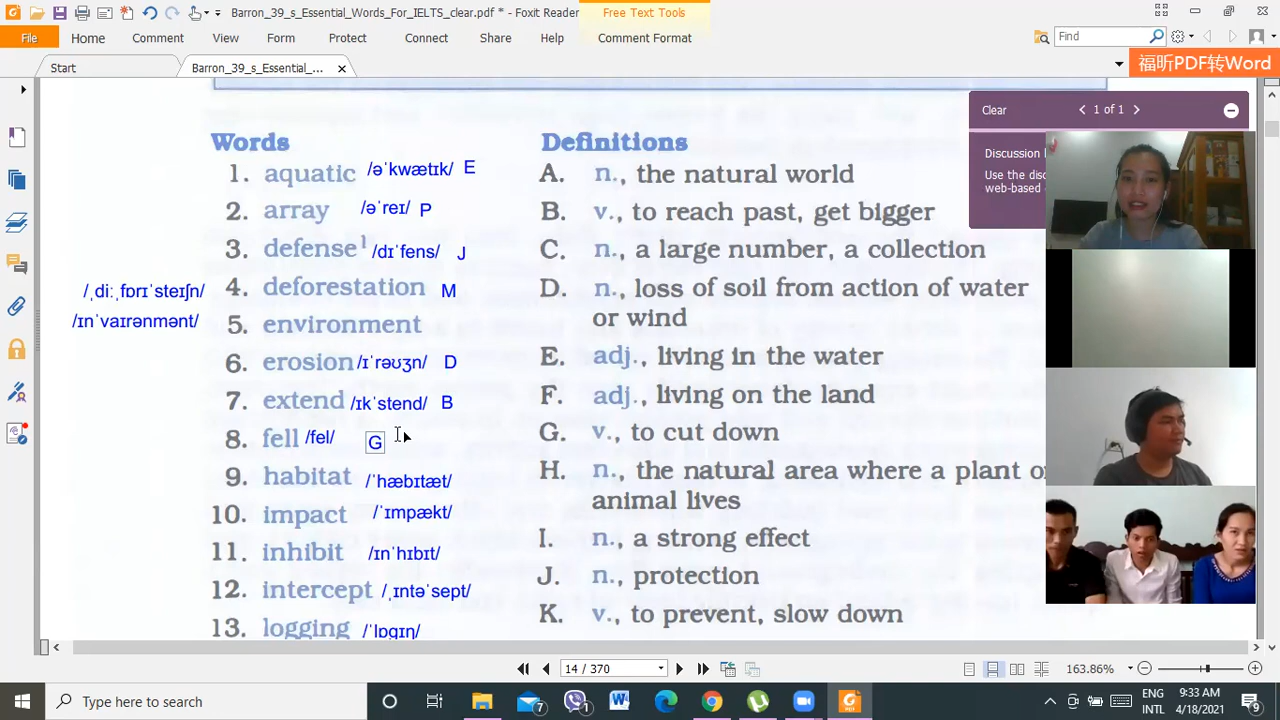 Barron_39_s_Essential_Words_For_IELTS_clear.pdf * - Foxit Reader
Free Text Tools
File Home Comment View Form Protect Connect Share Help Comment Format Find
Start Barron_39_s_Essential_...
福昕PDF转Word
Clear 1 of 1
Use the disc
web-based
Words Definitions
1. aquatic /əˈkwætɪk/ E A. n., the natural world
2. array /əˈreɪ/ P B. v., to reach past, get bigger
3. defense /dɪˈfens/ J C. n., a large number, a collection
/ˌdiːˌfɒrɪˈsteɪʃn/ 4. deforestation M D. n., loss of soil from action of water
or wind
/ɪnˈvaɪrənmənt/ 5. environment
6. erosion /ɪˈrəʊʒn/ D E. adj., living in the water
7. extend /ɪkˈstend/ B F. adj., living on the land
8. fell /fel/ G G. v., to cut down
9. habitat /ˈhæbɪtæt/ H. n., the natural area where a plant
animal lives
10. impact /ˈɪmpækt/ I. n., a strong effect
11. inhibit /ɪnˈhɪbɪt/ J. n., protection
12. intercept /ˌɪntəˈsept/ K. v., to prevent, slow down
13. logging /ˈlɒɡɪŋ/
14 / 370 163.86%
Type here to search
7
1
ENG 9:33 AM
INTL 4/18/2021
9